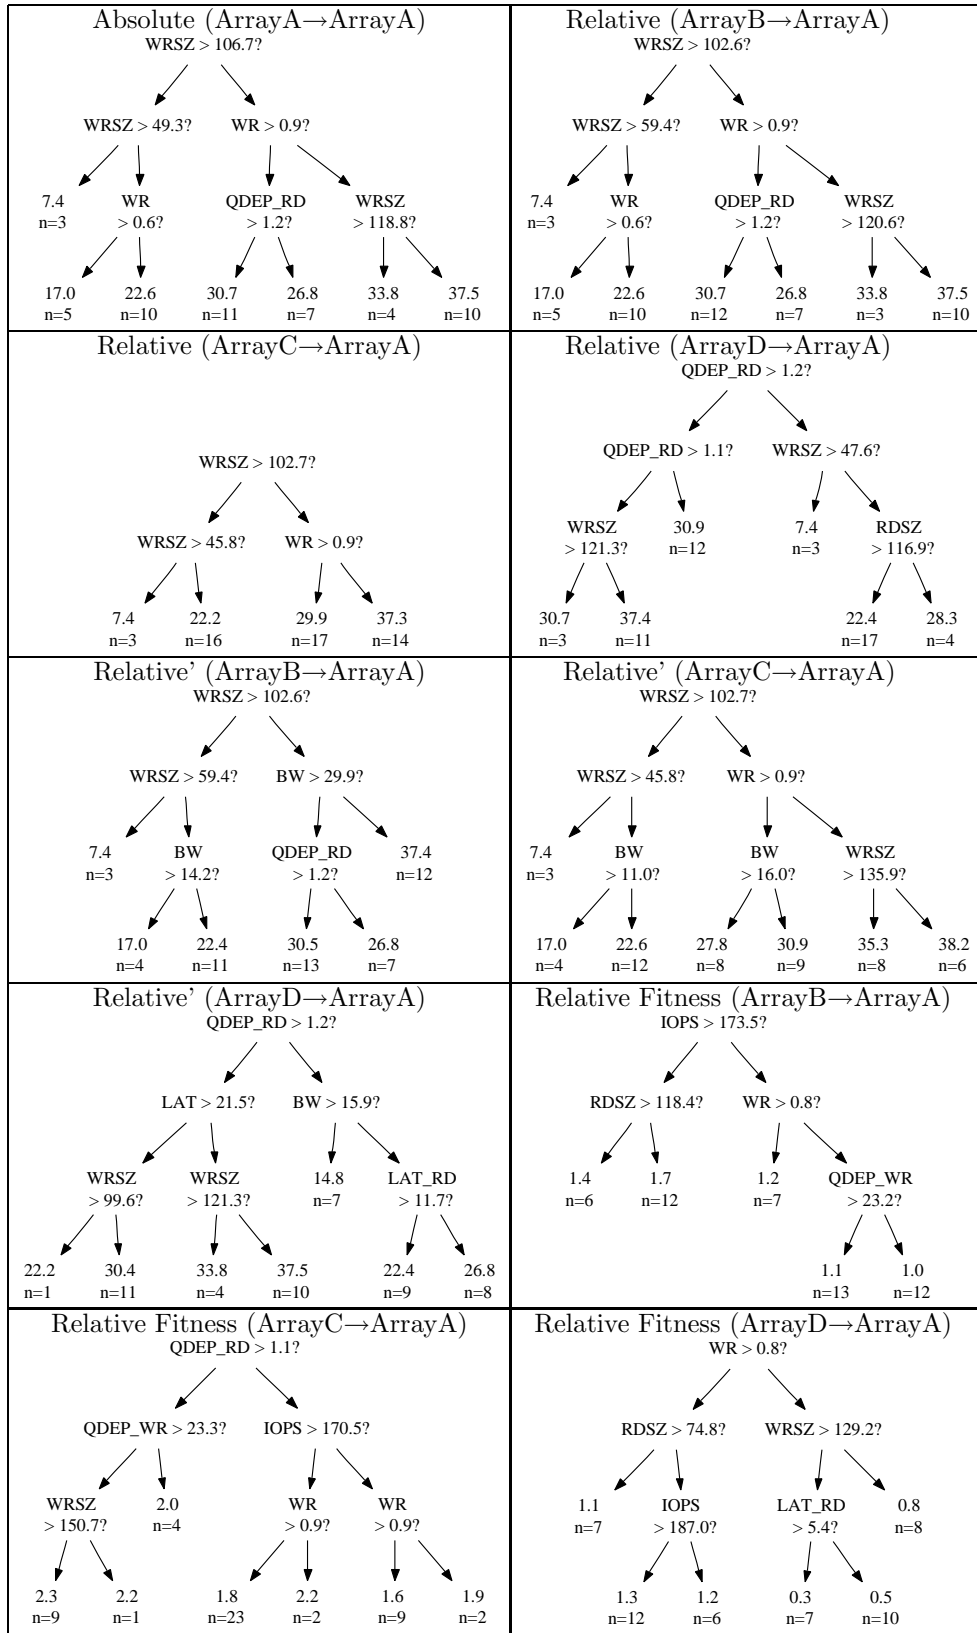 Absolute (ArrayA→ArrayA)
WRSZ > 106.7?
WRSZ > 49.3? WR > 0.9?
7.4 WR QDEP_RD WRSZ
n=3 > 0.6? > 1.2? > 118.8?
17.0 22.6 30.7 26.8 33.8 37.5
n=5 n=10 n=11 n=7 n=4 n=10
Relative (ArrayB→ArrayA)
WRSZ > 102.6?
WRSZ > 59.4? WR > 0.9?
7.4 WR QDEP_RD WRSZ
n=3 > 0.6? > 1.2? > 120.6?
17.0 22.6 30.7 26.8 33.8 37.5
n=5 n=10 n=12 n=7 n=3 n=10
Relative (ArrayC→ArrayA)
WRSZ > 102.7?
WRSZ > 45.8? WR > 0.9?
7.4 22.2 29.9 37.3
n=3 n=16 n=17 n=14
Relative (ArrayD→ArrayA)
QDEP_RD > 1.2?
QDEP_RD > 1.1? WRSZ > 47.6?
WRSZ 30.9 7.4 RDSZ
> 121.3? n=12 n=3 > 116.9?
30.7 37.4 22.4 28.3
n=3 n=11 n=17 n=4
Relative' (ArrayB→ArrayA)
WRSZ > 102.6?
WRSZ > 59.4? BW > 29.9?
7.4 BW QDEP_RD 37.4
n=3 > 14.2? > 1.2? n=12
17.0 22.4 30.5 26.8
n=4 n=11 n=13 n=7
Relative' (ArrayC→ArrayA)
WRSZ > 102.7?
WRSZ > 45.8? WR > 0.9?
7.4 BW BW WRSZ
n=3 > 11.0? > 16.0? > 135.9?
17.0 22.6 27.8 30.9 35.3 38.2
n=4 n=12 n=8 n=9 n=8 n=6
Relative' (ArrayD→ArrayA)
QDEP_RD > 1.2?
LAT > 21.5? BW > 15.9?
WRSZ WRSZ 14.8 LAT_RD
> 99.6? > 121.3? n=7 > 11.7?
22.2 30.4 33.8 37.5 22.4 26.8
n=1 n=11 n=4 n=10 n=9 n=8
Relative Fitness (ArrayB→ArrayA)
IOPS > 173.5?
RDSZ > 118.4? WR > 0.8?
1.4 1.7 1.2 QDEP_WR
n=6 n=12 n=7 > 23.2?
1.1 1.0
n=13 n=12
Relative Fitness (ArrayC→ArrayA)
QDEP_RD > 1.1?
QDEP_WR > 23.3? IOPS > 170.5?
WRSZ 2.0 WR WR
> 150.7? n=4 > 0.9? > 0.9?
2.3 2.2 1.8 2.2 1.6 1.9
n=9 n=1 n=23 n=2 n=9 n=2
Relative Fitness (ArrayD→ArrayA)
WR > 0.8?
RDSZ > 74.8? WRSZ > 129.2?
1.1 IOPS LAT_RD 0.8
n=7 > 187.0? > 5.4? n=8
1.3 1.2 0.3 0.5
n=12 n=6 n=7 n=10